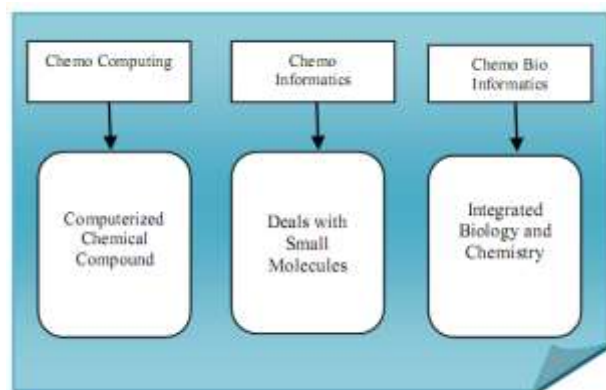 Chemo Computing
Chemo
Informatics
Chemo Bio
Informatics
Computerized
Chemical
Compound
Deals with
Small
Molecules
Integrated
Biology and
Chemistry